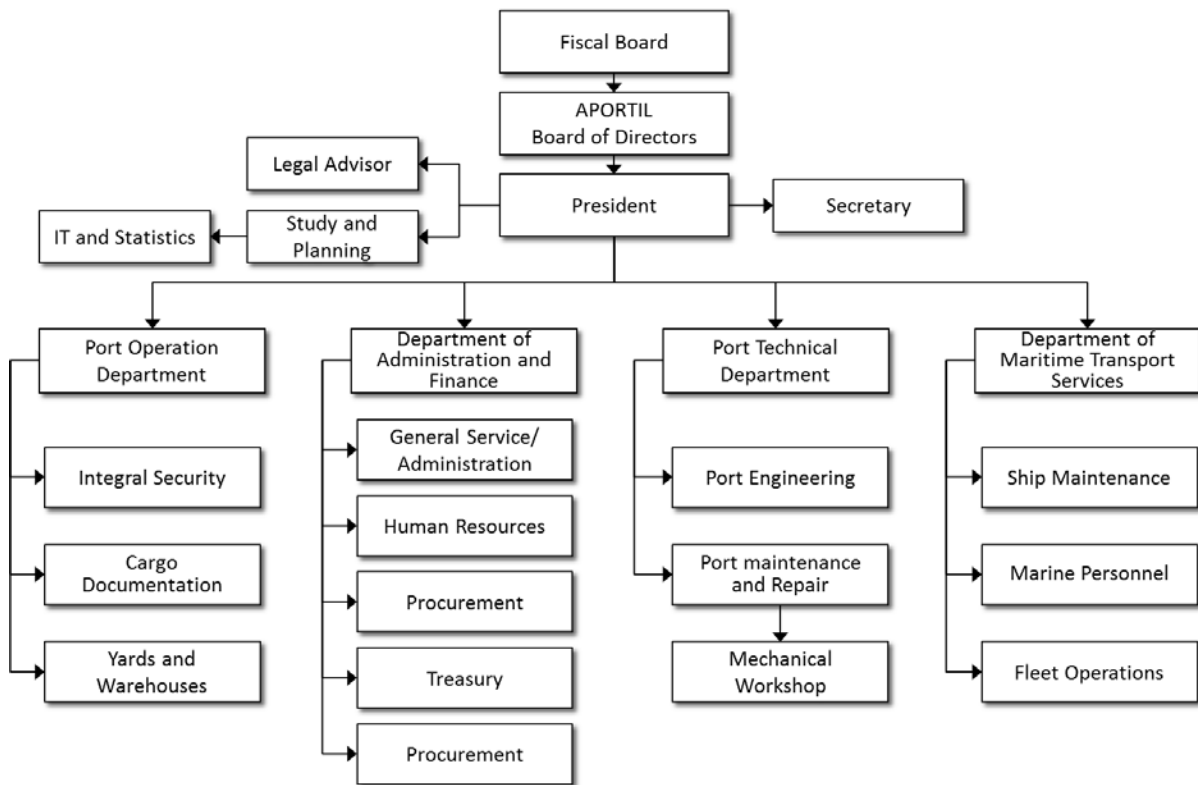 Fiscal Board
APORTIL
Board of Directors
Legal Advisor
President
Secretary
IT and Statistics
Study and
Planning
Port Operation
Department
Department of
Administration and
Finance
Port Technical
Department
Department of
Maritime Transport
Services
General Service/
Administration
Integral Security
Port Engineering
Ship Maintenance
Human Resources
Cargo
Documentation
Procurement
Port maintenance
and Repair
Marine Personnel
Yards and
Warehouses
Treasury
Mechanical
Workshop
Fleet Operations
Procurement